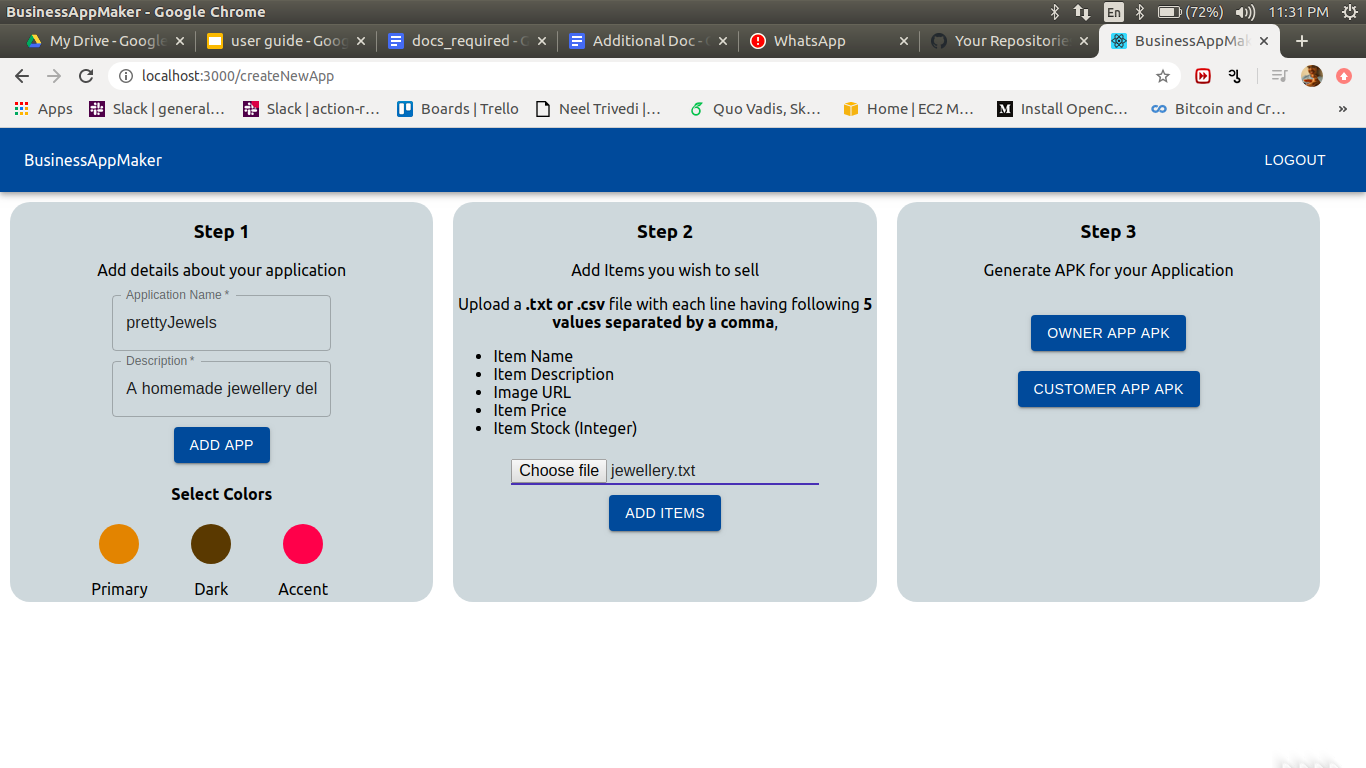 BusinessAppMaker - Google Chrome
En (72%) 11:31 PM
My Drive - Google user guide - Goog docs_required - G Additional Doc - G WhatsApp Your Repositorie BusinessAppMak
localhost:3000/createNewApp
Apps Slack | general... Slack | action-r... Boards | Trello Neel Trivedi |... Quo Vadis, Sk... Home | EC2 M... Install OpenC... Bitcoin and Cr... »
BusinessAppMaker LOGOUT
Step 1
Add details about your application
Application Name *
prettyJewels
Description *
A homemade jewellery del
ADD APP
Select Colors
Primary Dark Accent
Step 2
Add Items you wish to sell
Upload a .txt or .csv file with each line having following 5
values separated by a comma,
• Item Name
• Item Description
• Image URL
• Item Price
• Item Stock (Integer)
Choose file jewellery.txt
ADD ITEMS
Step 3
Generate APK for your Application
OWNER APP APK
CUSTOMER APP APK